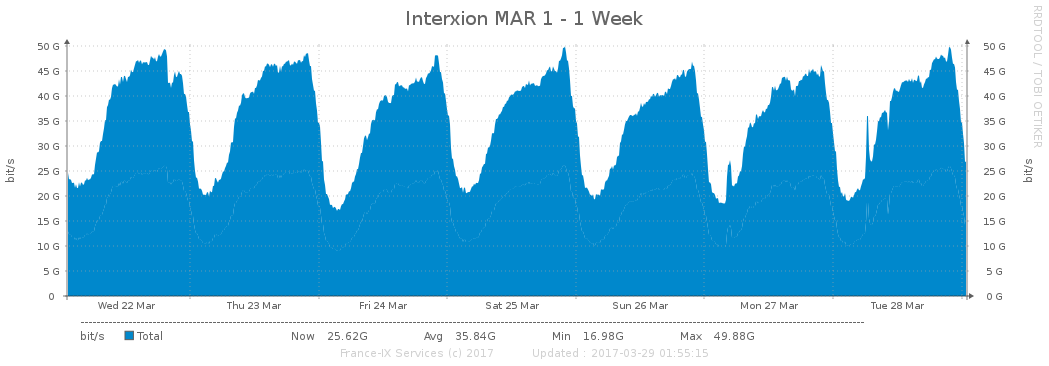 Interxion MAR 1 - 1 Week
RRDTOOL / TOBI OETIKER
bit/s
50 G 50 G
45 G 45 G
40 G 40 G
35 G 35 G
30 G 30 G
25 G 25 G
20 G 20 G
15 G 15 G
10 G 10 G
5 G 5 G
0 0 G
bit/s
Wed 22 Mar Thu 23 Mar Fri 24 Mar Sat 25 Mar Sun 26 Mar Mon 27 Mar Tue 28 Mar
bit/s Total Now 25.62G Avg 35.84G Min 16.98G Max 49.88G
France-IX Services (c) 2017 Updated : 2017-03-29 01:55:15